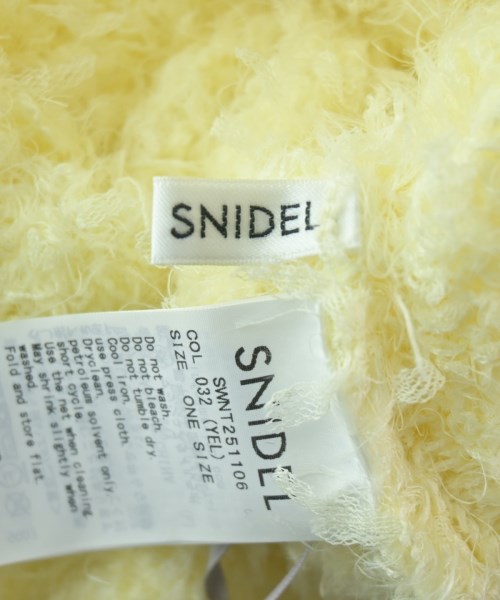 SNIDEL
SNIDEL
SWNT251106
COL 032 (YEL)
SIZE ONE SIZE
Do not wash.
Do not bleach.
Do not tumble dry.
Cool iron.
use press cloth.
Dryclean,
petroleum solvent only.
short cycle.
Use the net when cleaning.
May shrink slightly when
washed.
Fold and store flat.